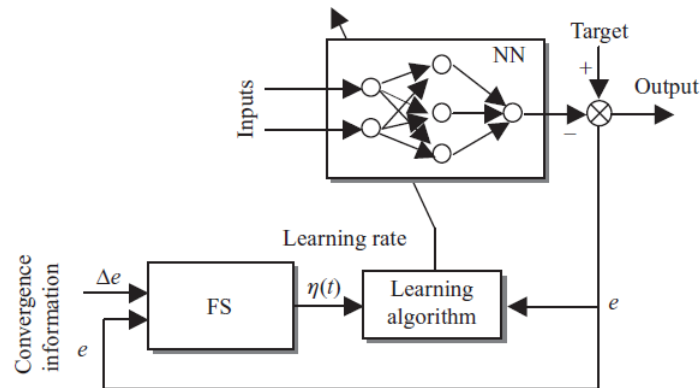 NN
Target
+
Output
Inputs
−
Learning rate
Convergence
information
Δe
e
FS
η(t)
Learning
algorithm
e